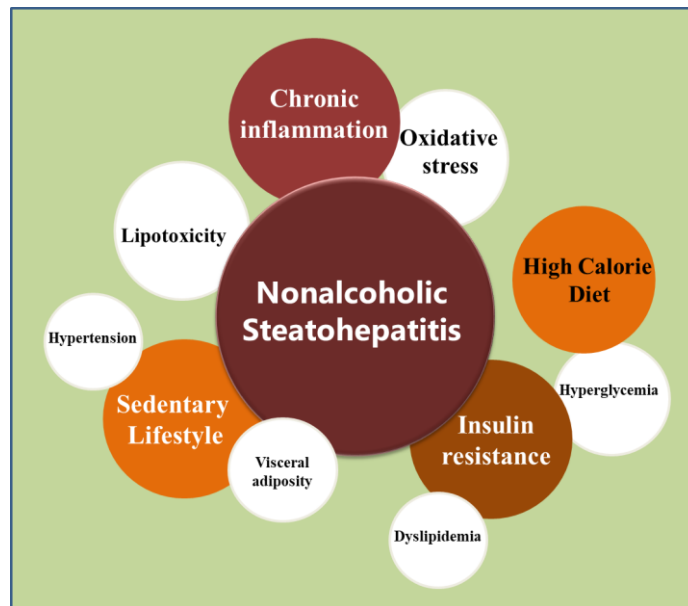 Chronic
inflammation
Oxidative
stress
Lipotoxicity
High Calorie
Diet
Nonalcoholic
Steatohepatitis
Hypertension
Hyperglycemia
Sedentary
Lifestyle
Insulin
resistance
Visceral
adiposity
Dyslipidemia